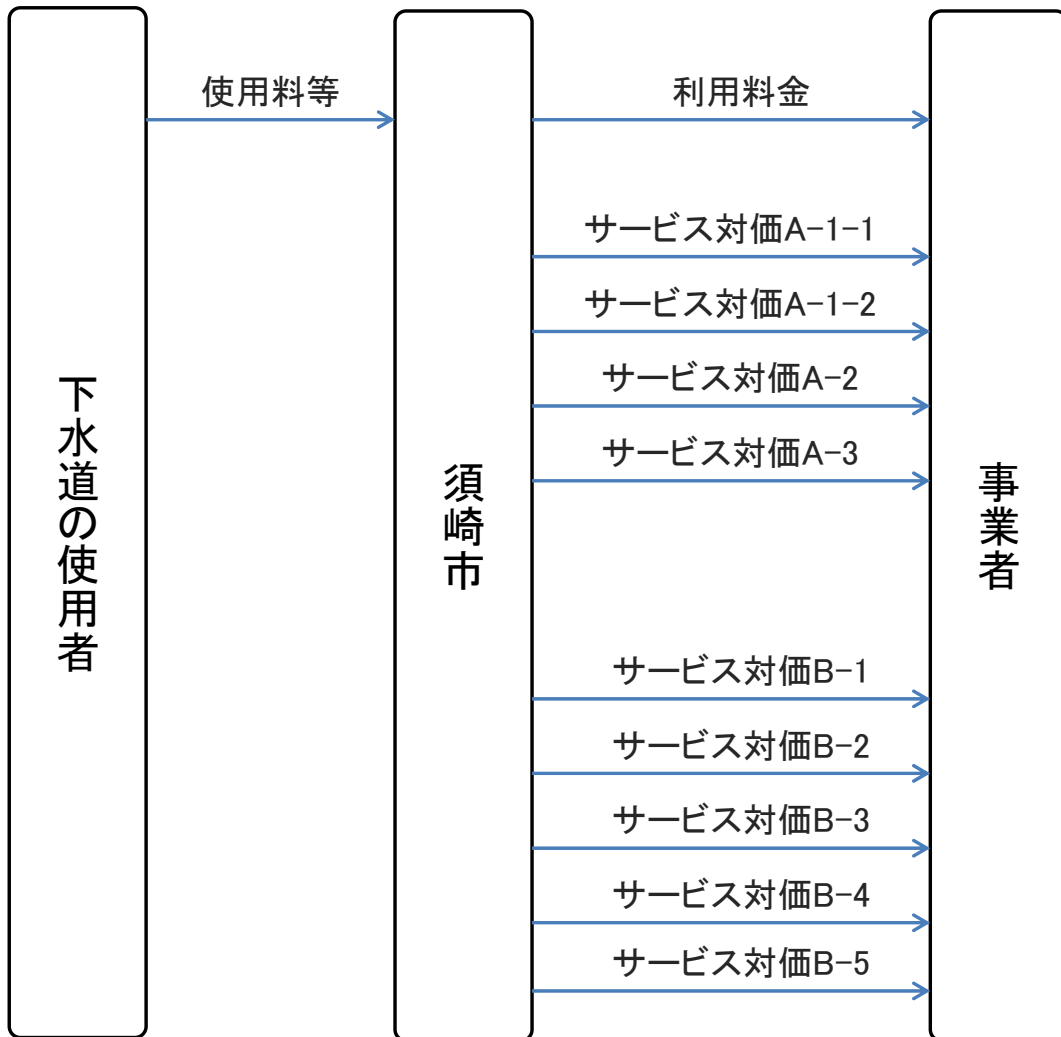 使用料等
利用料金
サービス対価A-1-1
サービス対価A-1-2
サービス対価A-2
サービス対価A-3
下水道の使用者
須崎市
事業者
サービス対価B-1
サービス対価B-2
サービス対価B-3
サービス対価B-4
サービス対価B-5